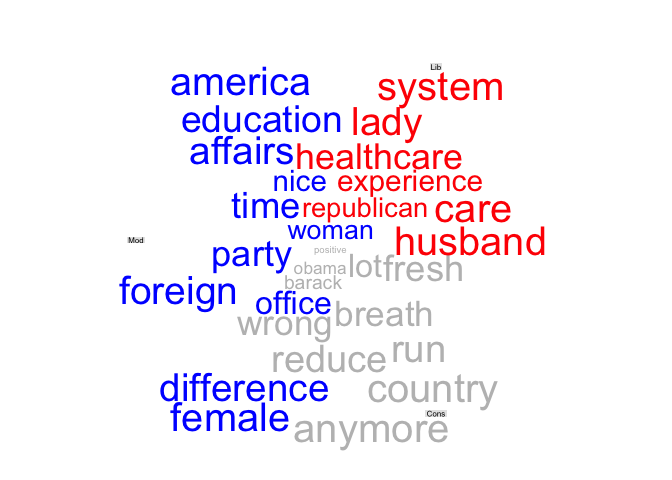 Lib
america system
education lady
affairs healthcare
nice experience
time republican care
woman
Mod husband
party positive
obama lot fresh
barack
foreign office
wrong breath
reduce run
difference country
female Cons
anymore